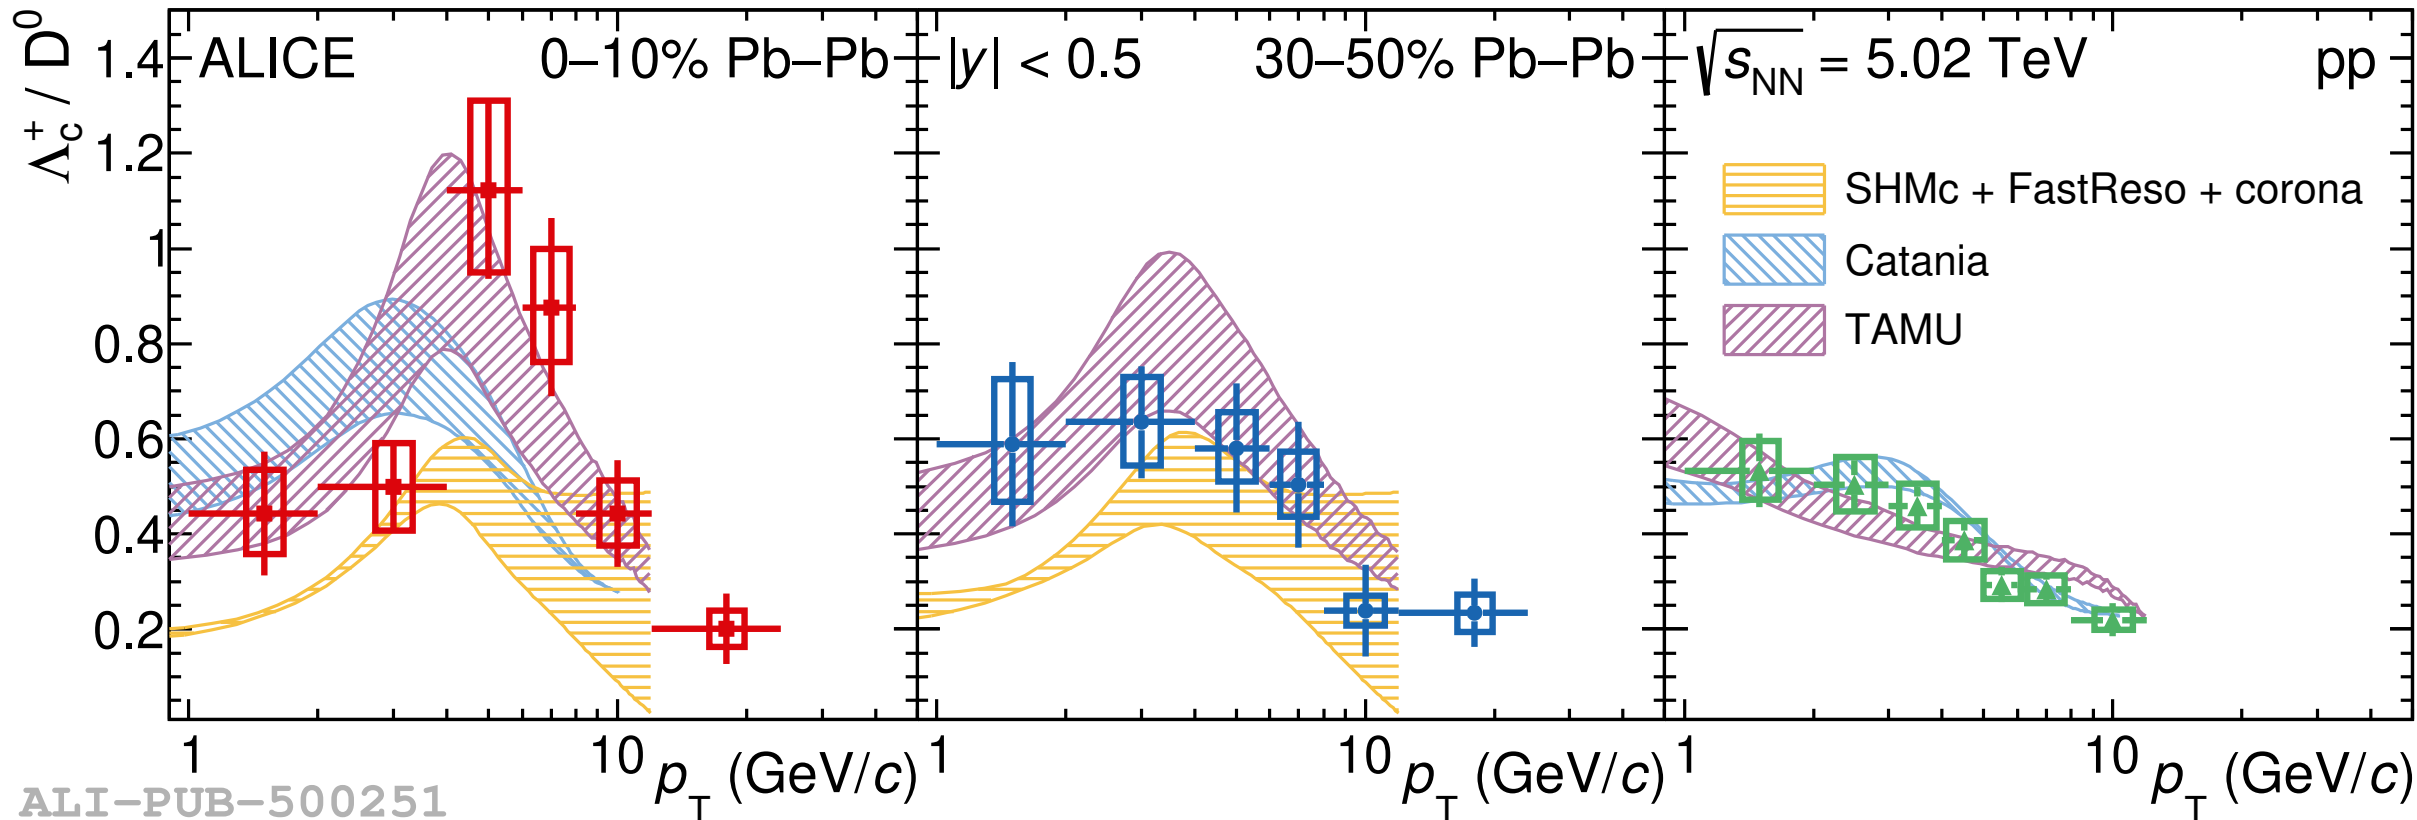 Λc+ / D0
ALICE
0–10% Pb–Pb
|y| < 0.5
30–50% Pb–Pb
√sNN = 5.02 TeV
pp
SHMc + FastReso + corona
Catania
TAMU
1.4
1.2
1
0.8
0.6
0.4
0.2
1 10 pT (GeV/c)
1 10 pT (GeV/c)
1 10 pT (GeV/c)
ALI-PUB-500251